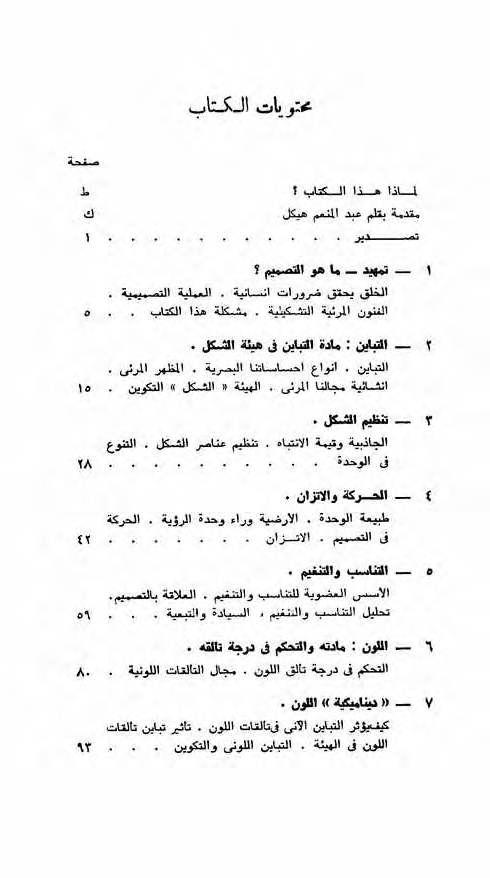 محتويات الكتاب
صفحة
لماذا هذا الكتاب ؟ ط
مقدمة بقلم عبد المنعم هيكل ك
تصدير . . . . . . . . . . . ١
١ — تمهيد — ما هو التصميم ؟
الخلق يحقق ضرورات انسانية . العملية التصميمية .
الفنون المرئية التشكيلية . مشكلة هذا الكتاب . . ٥
٢ — التباين : مادة التباين فى هيئة الشكل .
التباين . انواع احساساتنا البصرية . المظهر المرئى .
انشائية مجالنا المرئى . الهيئة « الشكل » التكوين . ١٥
٣ — تنظيم الشكل .
الجاذبية وقيمة الانتباه . تنظيم عناصر الشكل . التنوع
فى الوحدة . . . . . . . . . . ٢٨
٤ — الحركة والاتزان .
طبيعة الوحدة . الأرضية وراء وحدة الرؤية . الحركة
فى التصميم . الاتزان . . . . . . . ٤٢
٥ — التناسب والتنغيم .
الأسس العضوية للتناسب والتنغيم . العلاقة بالتصميم.
تحليل التناسب والتنغيم ، السيادة والتبعية . . . ٥٩
٦ — اللون : مادته والتحكم فى درجة تالقه .
التحكم فى درجة تالق اللون . مجال التالقات اللونية . ٨٠
٧ — « ديناميكية » اللون .
كيفيؤثر التباين الآنى فىتالقات اللون . تأثير تباين تالقات
اللون فى الهيئة . التباين اللونى والتكوين . . . ٩٣